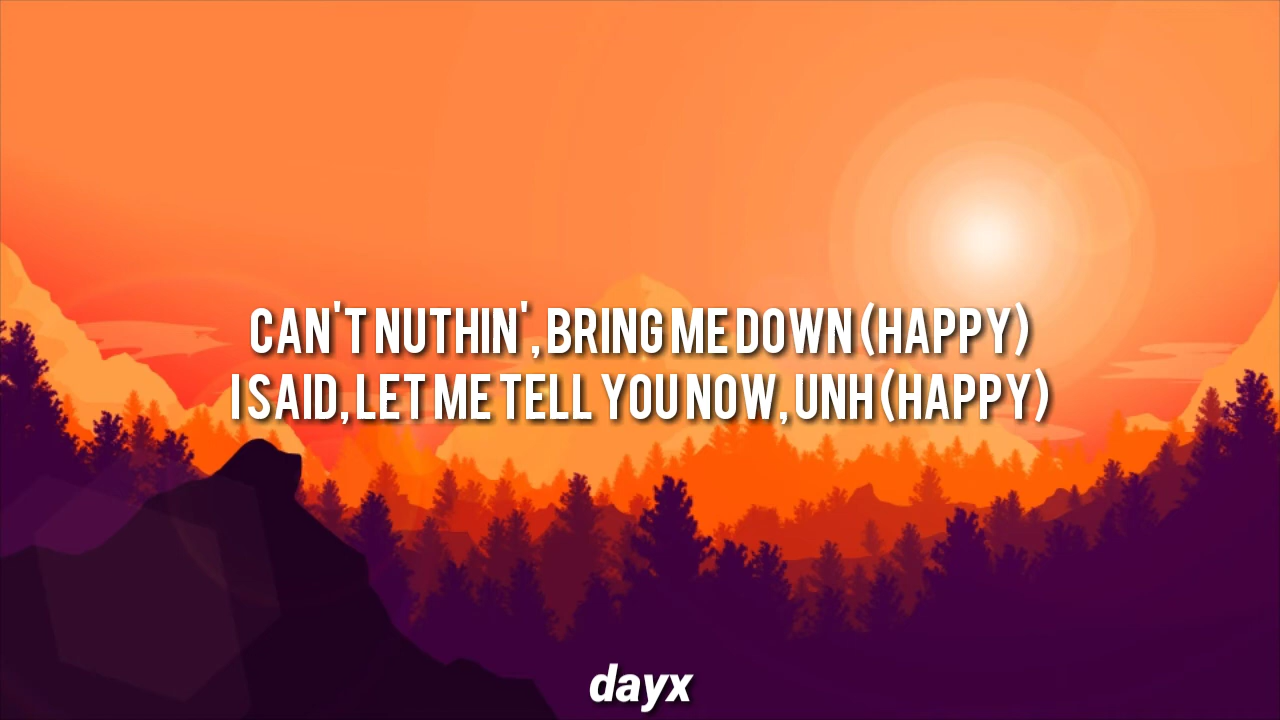 CAN'T NUTHIN', BRING ME DOWN (HAPPY)
I SAID, LET ME TELL YOU NOW, UNH (HAPPY)
dayx